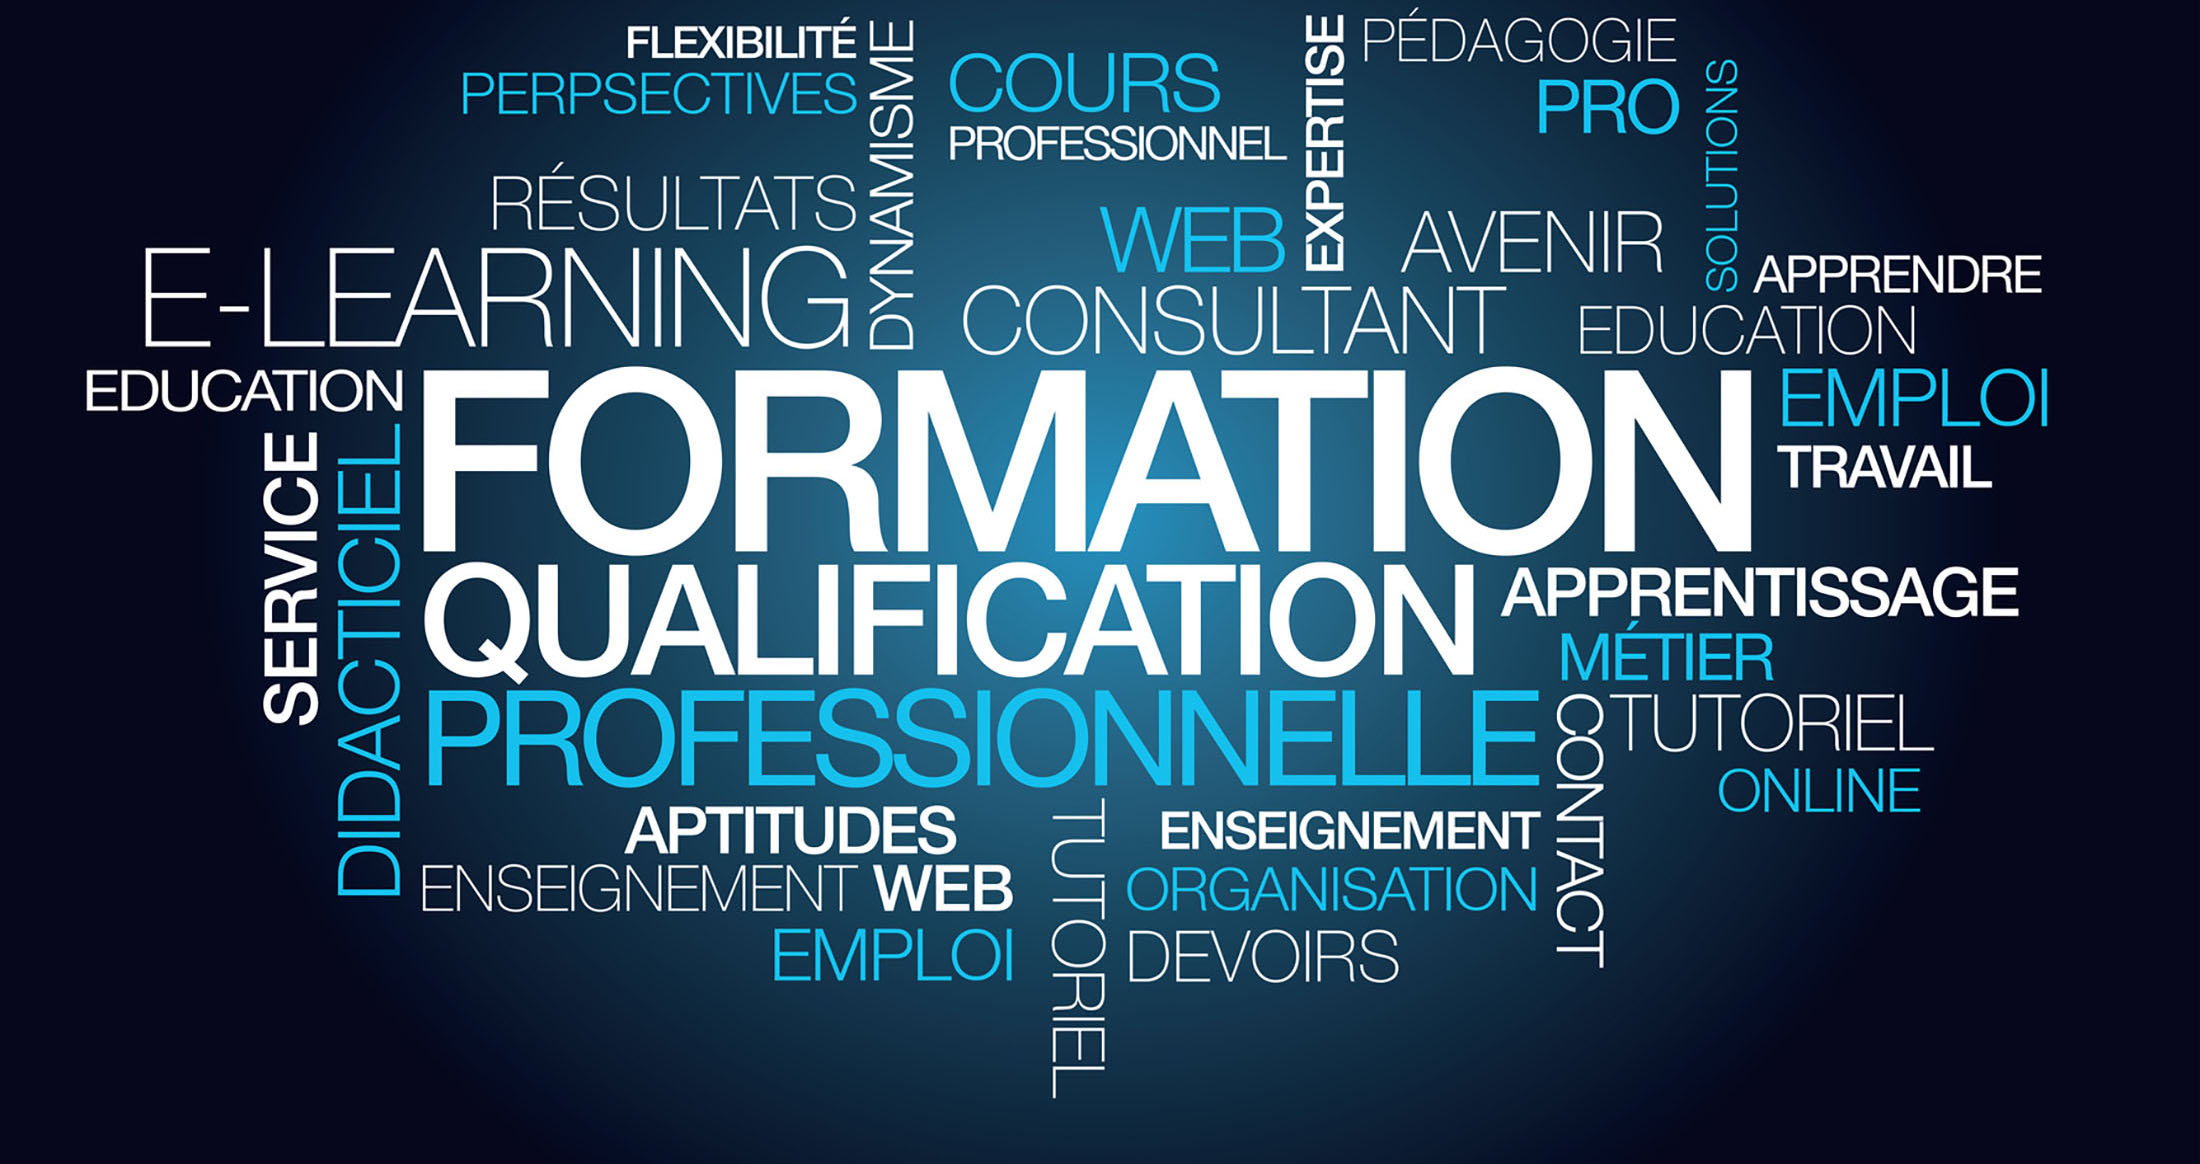 FLEXIBILITÉ
PERPSECTIVES
DYNAMISME
COURS
PROFESSIONNEL
EXPERTISE
PÉDAGOGIE
PRO
SOLUTIONS
RÉSULTATS
WEB
AVENIR
E-LEARNING
CONSULTANT
APPRENDRE
EDUCATION
EDUCATION
FORMATION
EMPLOI
TRAVAIL
SERVICE
DIDACTICIEL
QUALIFICATION
APPRENTISSAGE
MÉTIER
PROFESSIONNELLE
CONTACT
TUTORIEL
ONLINE
APTITUDES
TUTORIEL
ENSEIGNEMENT
ENSEIGNEMENT WEB
ORGANISATION
EMPLOI
DEVOIRS